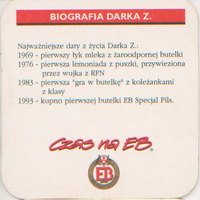 BIOGRAFIA DARKA Z.
Najważniejsze daty z życia Darka Z.:
1969 - pierwszy łyk mleka z żaroodpornej butelki
1976 - pierwsza lemoniada z puszki, przywieziona
przez wujka z RFN
1983 - pierwsza "gra w butelkę" z koleżankami
z klasy
1993 - kupno pierwszej butelki EB Specjal Pils.
Czas na EB.
EB